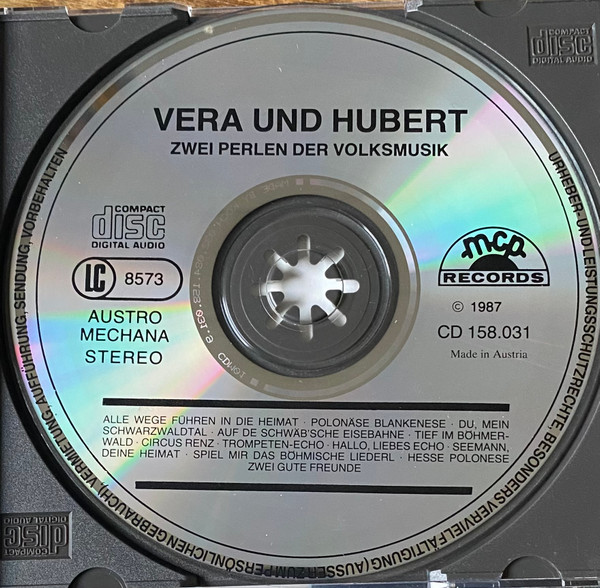 VERA UND HUBERT
ZWEI PERLEN DER VOLKSMUSIK
COMPACT
disc
DIGITAL AUDIO
LC 8573
AUSTRO
MECHANA
STEREO
mcp
RECORDS
© 1987
CD 158.031
Made in Austria
ALLE WEGE FÜHREN IN DIE HEIMAT · POLONÄSE BLANKENESE · DU, MEIN
SCHWARZWALDTAL · AUF DE SCHWÄB'SCHE EISEBAHNE · TIEF IM BÖHMER-
WALD · CIRCUS RENZ · TROMPETEN-ECHO · HALLO, LIEBES ECHO · SEEMANN,
DEINE HEIMAT · SPIEL MIR DAS BÖHMISCHE LIEDERL · HESSE POLONESE
ZWEI GUTE FREUNDE
URHEBER- UND LEISTUNGSSCHUTZRECHTE, BESONDERS VERVIELFÄLTIGUNG (AUSSER ZUM PERSÖNLICHEN GEBRAUCH), VERMIETUNG, AUFFÜHRUNG, SENDUNG, VORBEHALTEN
COMPACT
disc
DIGITAL AUDIO
COMPACT
disc
DIGITAL AUDIO